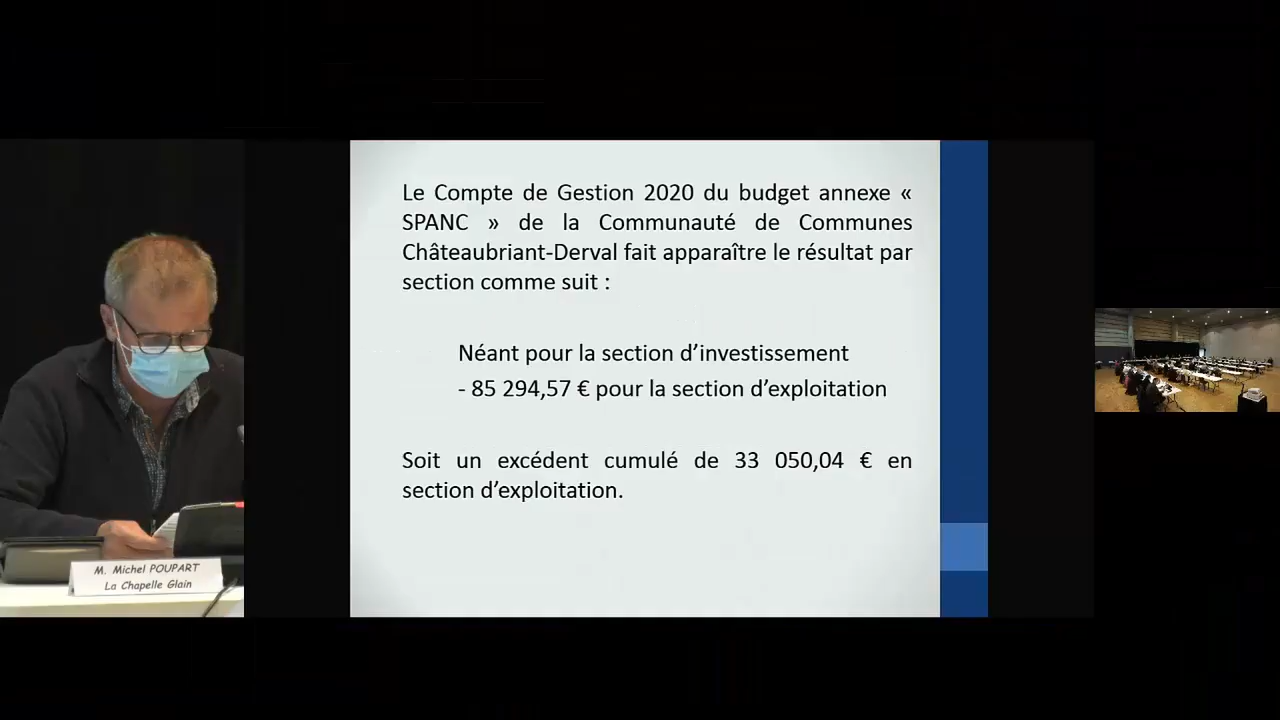 Le Compte de Gestion 2020 du budget annexe «
SPANC » de la Communauté de Communes
Châteaubriant-Derval fait apparaître le résultat par
section comme suit :
Néant pour la section d’investissement
- 85 294,57 € pour la section d’exploitation
Soit un excédent cumulé de 33 050,04 € en
section d’exploitation.
M. Michel POUPART
La Chapelle Glain